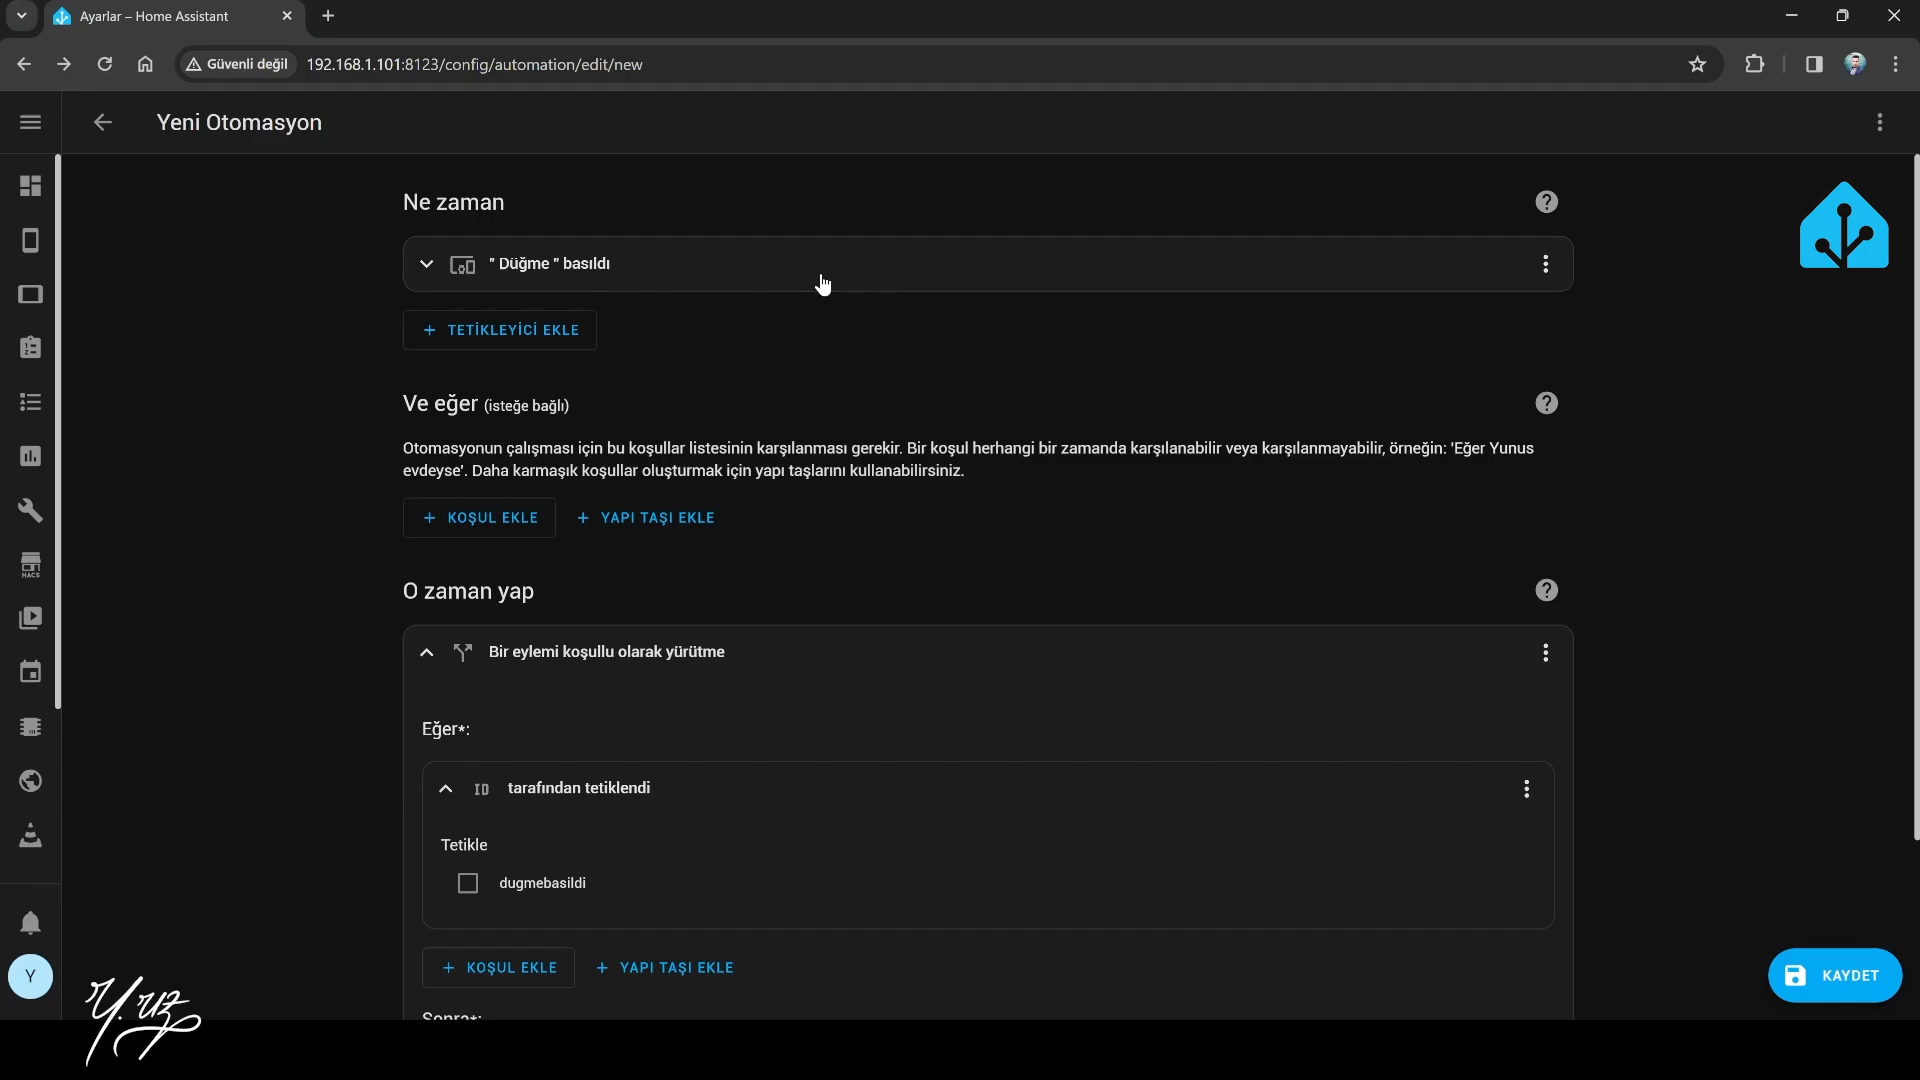 Ayarlar – Home Assistant
Güvenli değil
192.168.1.101:8123/config/automation/edit/new
Yeni Otomasyon
Ne zaman
" Düğme " basıldı
+ TETİKLEYİCİ EKLE
Ve eğer (isteğe bağlı)
Otomasyonun çalışması için bu koşullar listesinin karşılanması gerekir. Bir koşul herhangi bir zamanda karşılanabilir veya karşılanmayabilir, örneğin: 'Eğer Yunus
evdeyse'. Daha karmaşık koşullar oluşturmak için yapı taşlarını kullanabilirsiniz.
+ KOŞUL EKLE + YAPI TAŞI EKLE
O zaman yap
HACS
Bir eylemi koşullu olarak yürütme
Eğer*:
ID tarafından tetiklendi
Tetikle
dugmebasildi
+ KOŞUL EKLE + YAPI TAŞI EKLE
Sonra*:
Y
KAYDET
Y.uz